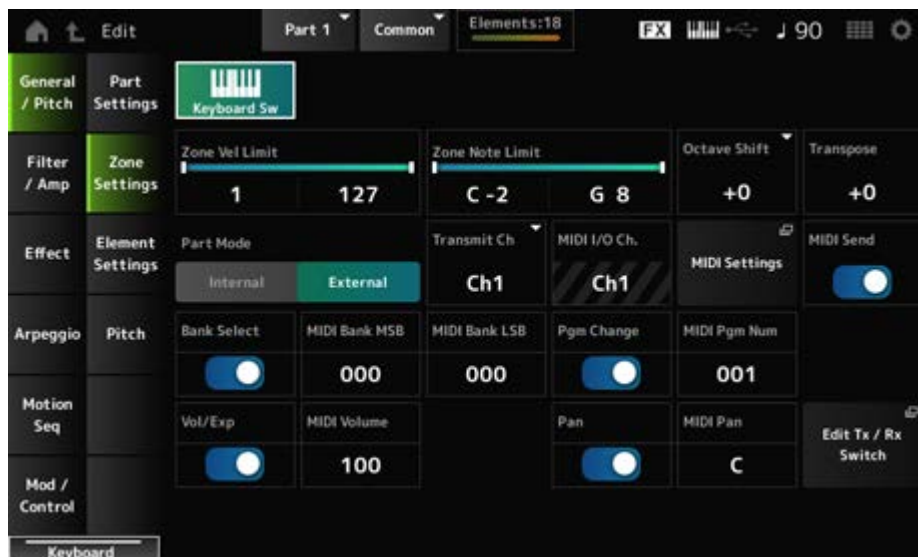 Edit
Part 1
Common
Elements:18
FX
90
General
/ Pitch
Part
Settings
Keyboard Sw
Filter
/ Amp
Zone
Settings
Zone Vel Limit
1
127
Zone Note Limit
C -2
G 8
Octave Shift
+0
Transpose
+0
Effect
Element
Settings
Part Mode
Internal
External
Transmit Ch
Ch1
MIDI I/O Ch.
Ch1
MIDI Settings
MIDI Send
Arpeggio
Pitch
Bank Select
MIDI Bank MSB
000
MIDI Bank LSB
000
Pgm Change
MIDI Pgm Num
001
Motion
Seq
Vol/Exp
MIDI Volume
100
Pan
MIDI Pan
C
Edit Tx / Rx
Switch
Mod /
Control
Keyboard